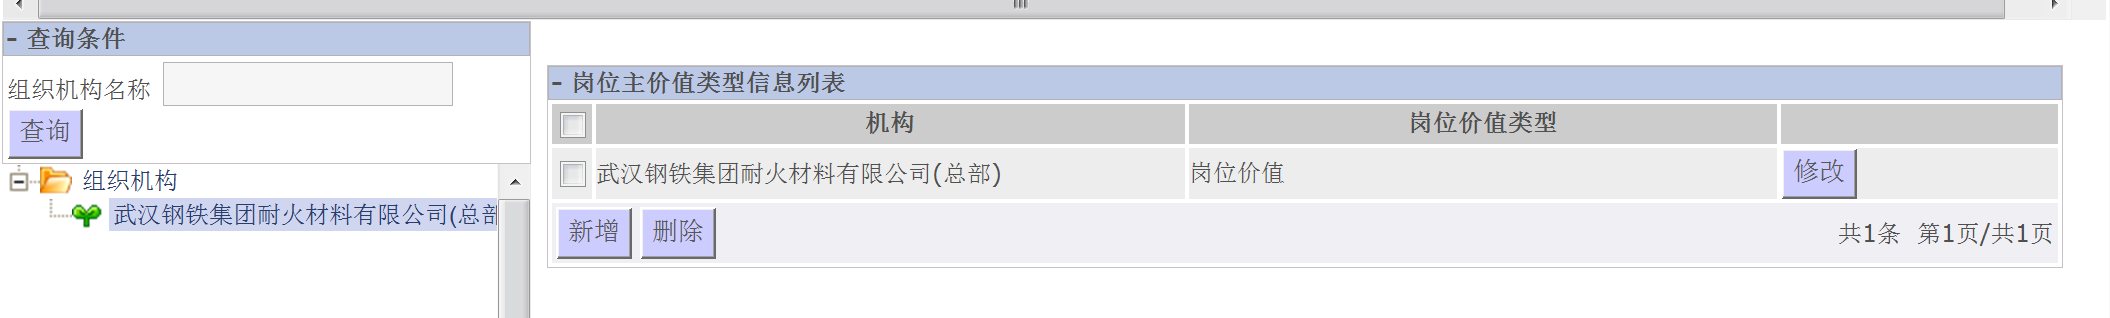 - 查询条件
组织机构名称
查询
组织机构
武汉钢铁集团耐火材料有限公司(总
- 岗位主价值类型信息列表
机构 岗位价值类型
武汉钢铁集团耐火材料有限公司(总部) 岗位价值 修改
新增 删除 共1条 第1页/共1页